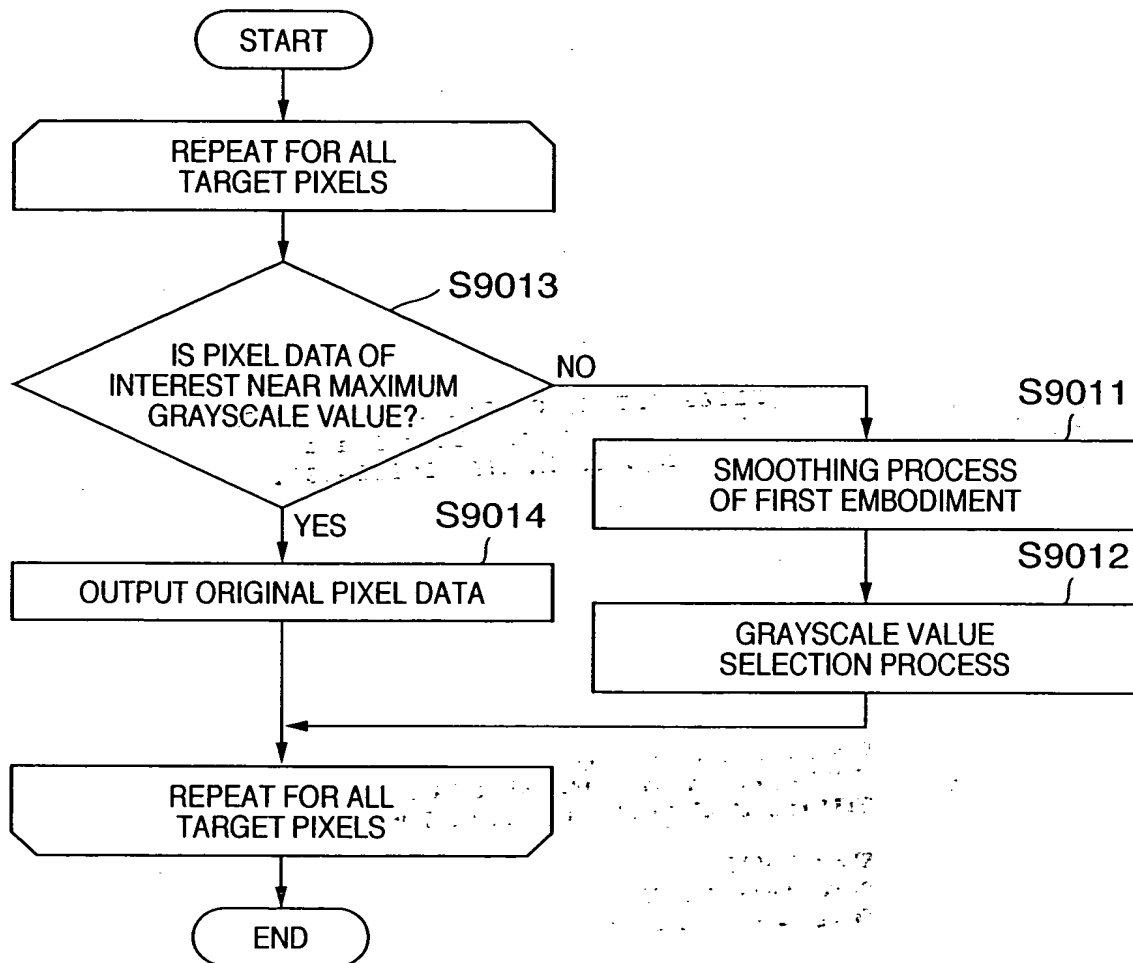 START
REPEAT FOR ALL
TARGET PIXELS
S9013
IS PIXEL DATA OF
INTEREST NEAR MAXIMUM
GRAYSCALE VALUE?
NO
S9011
SMOOTHING PROCESS
OF FIRST EMBODIMENT
YES
S9014
OUTPUT ORIGINAL PIXEL DATA
S9012
GRAYSCALE VALUE
SELECTION PROCESS
REPEAT FOR ALL
TARGET PIXELS
END